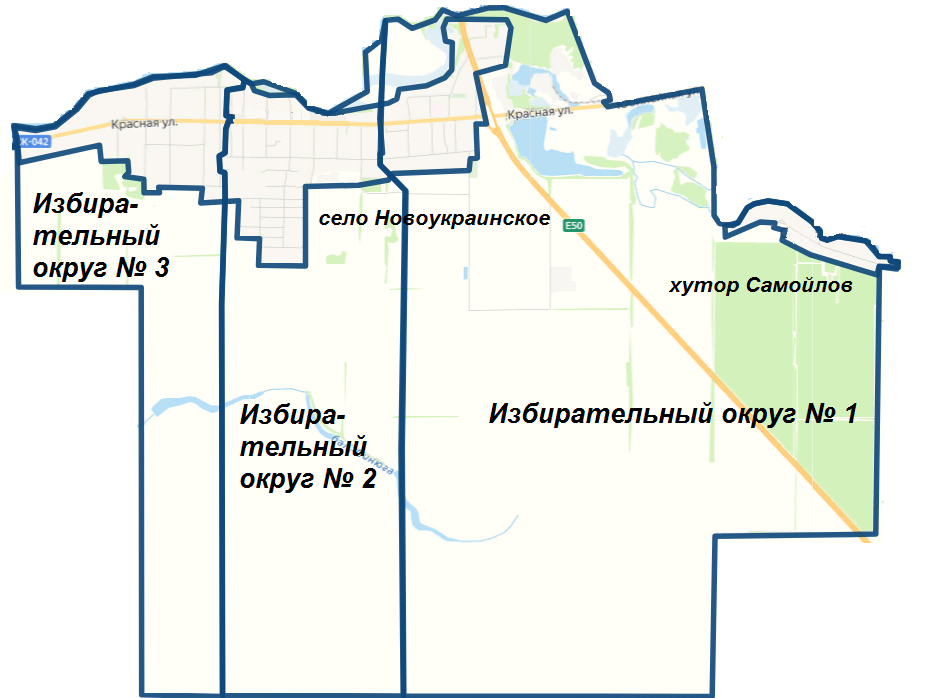 Красная ул.
Красная ул.
Ж-042
Избира-
тельный
округ № 3
село Новоукраинское
E50
хутор Самойлов
Избира-
тельный
округ № 2
Избирательный округ № 1